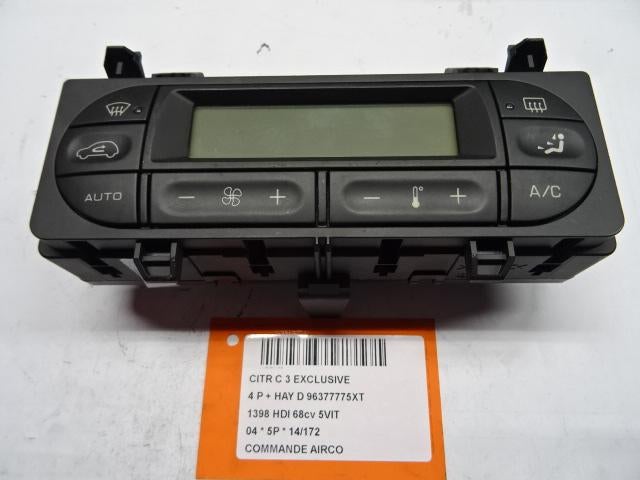 AUTO
− +
− +
A/C
CITR C 3 EXCLUSIVE
4 P + HAY D 96377775XT
1398 HDI 68cv 5VIT
04 * 5P * 14/172
COMMANDE AIRCO